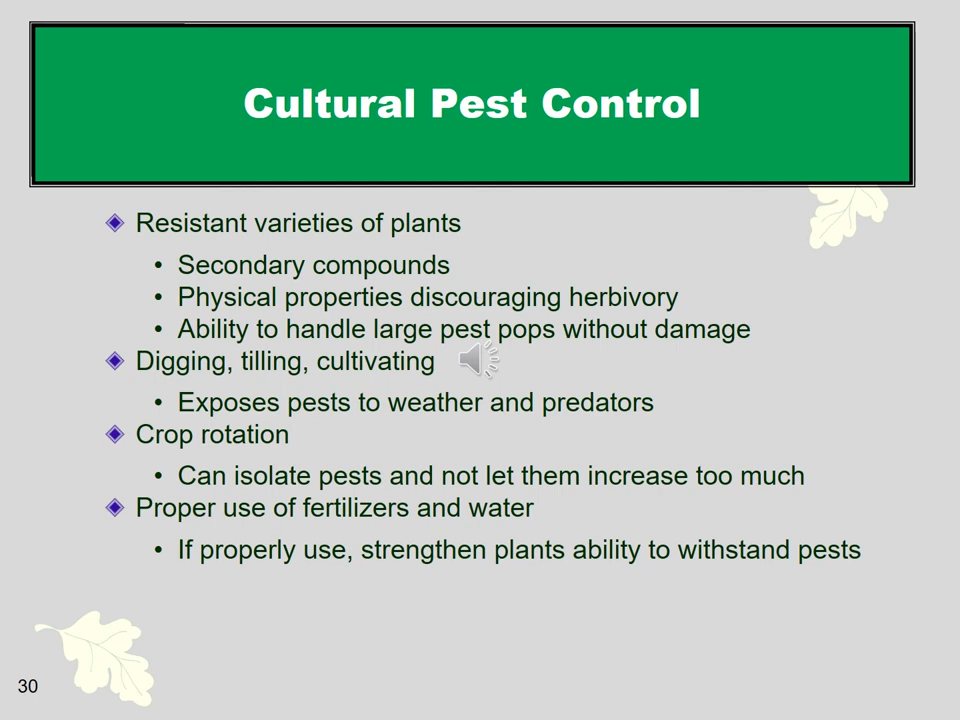 Cultural Pest Control
Resistant varieties of plants
• Secondary compounds
• Physical properties discouraging herbivory
• Ability to handle large pest pops without damage
Digging, tilling, cultivating
• Exposes pests to weather and predators
Crop rotation
• Can isolate pests and not let them increase too much
Proper use of fertilizers and water
• If properly use, strengthen plants ability to withstand pests
30